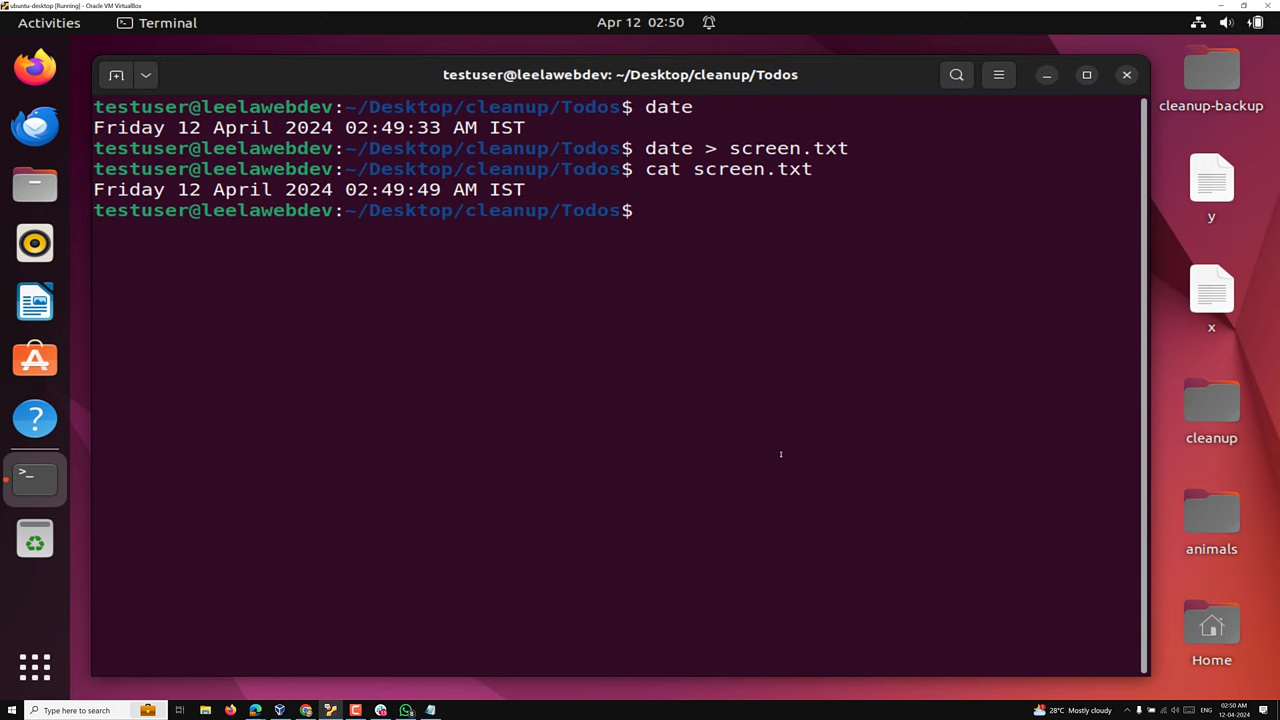 ubuntu-desktop [Running] - Oracle VM VirtualBox
Activities
Terminal
Apr 12 02:50
testuser@leelawebdev: ~/Desktop/cleanup/Todos
testuser@leelawebdev:~/Desktop/cleanup/Todos$ date
Friday 12 April 2024 02:49:33 AM IST
testuser@leelawebdev:~/Desktop/cleanup/Todos$ date > screen.txt
testuser@leelawebdev:~/Desktop/cleanup/Todos$ cat screen.txt
Friday 12 April 2024 02:49:49 AM IST
testuser@leelawebdev:~/Desktop/cleanup/Todos$
cleanup-backup
y
x
cleanup
animals
Home
Type here to search
28°C Mostly cloudy
ENG
02:50 AM
12-04-2024